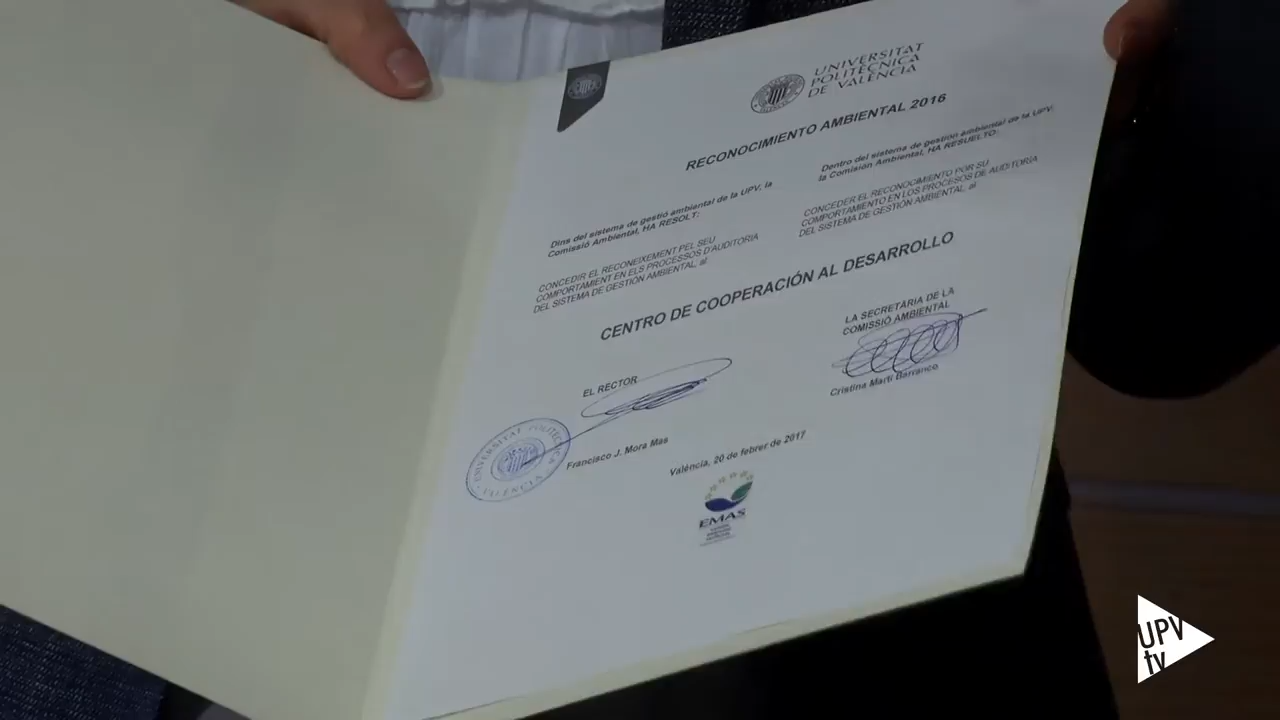 UNIVERSITAT
POLITÈCNICA
DE VALÈNCIA
RECONOCIMIENTO AMBIENTAL 2016
Dins del sistema de gestió ambiental de la UPV, la
Comissió Ambiental, HA RESOLT:
CONCEDIR EL RECONEIXEMENT PEL SEU
COMPORTAMENT EN ELS PROCESSOS D'AUDITORIA
DEL SISTEMA DE GESTIÓN AMBIENTAL, al
Dentro del sistema de gestión ambiental de la UPV,
la Comisión Ambiental, HA RESUELTO:
CONCEDER EL RECONOCIMIENTO POR SU
COMPORTAMIENTO EN LOS PROCESOS DE AUDITORIA
DEL SISTEMA DE GESTIÓN AMBIENTAL, al
CENTRO DE COOPERACIÓN AL DESARROLLO
EL RECTOR
Francisco J. Mora Mas
LA SECRETÀRIA DE LA
COMISSIÓ AMBIENTAL
Cristina Martí Barranco
UNIVERSITAT POLITÈCNICA
VALÈNCIA
València, 20 de febrer de 2017
EMAS
UPV
tv